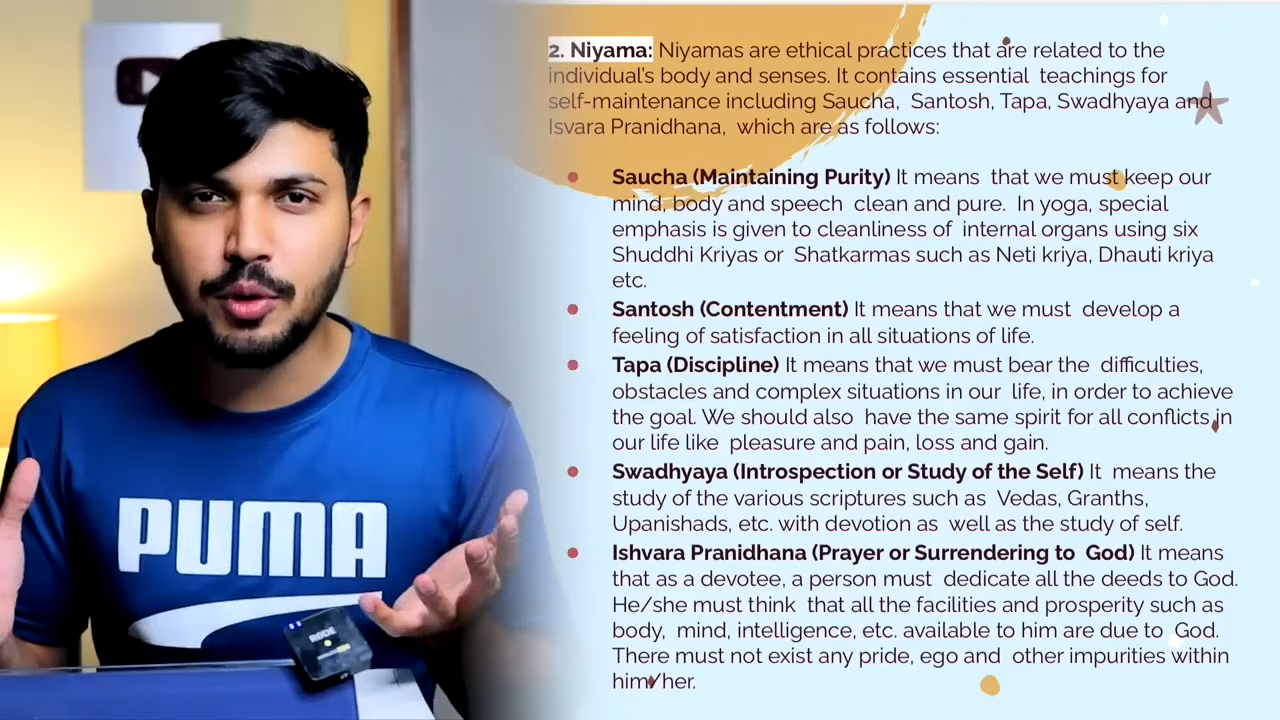 2. Niyama: Niyamas are ethical practices that are related to the
individual's body and senses. It contains essential teachings for
self-maintenance including Saucha, Santosh, Tapa, Swadhyaya and
Isvara Pranidhana, which are as follows:
Saucha (Maintaining Purity) It means that we must keep our
mind, body and speech clean and pure. In yoga, special
emphasis is given to cleanliness of internal organs using six
Shuddhi Kriyas or Shatkarmas such as Neti kriya, Dhauti kriya
etc.
Santosh (Contentment) It means that we must develop a
feeling of satisfaction in all situations of life.
Tapa (Discipline) It means that we must bear the difficulties,
obstacles and complex situations in our life, in order to achieve
the goal. We should also have the same spirit for all conflicts in
our life like pleasure and pain, loss and gain.
Swadhyaya (Introspection or Study of the Self) It means the
study of the various scriptures such as Vedas, Granths,
Upanishads, etc. with devotion as well as the study of self.
Ishvara Pranidhana (Prayer or Surrendering to God) It means
that as a devotee, a person must dedicate all the deeds to God.
He/she must think that all the facilities and prosperity such as
body, mind, intelligence, etc. available to him are due to God.
There must not exist any pride, ego and other impurities within
him/her.
PUMA
RØDE